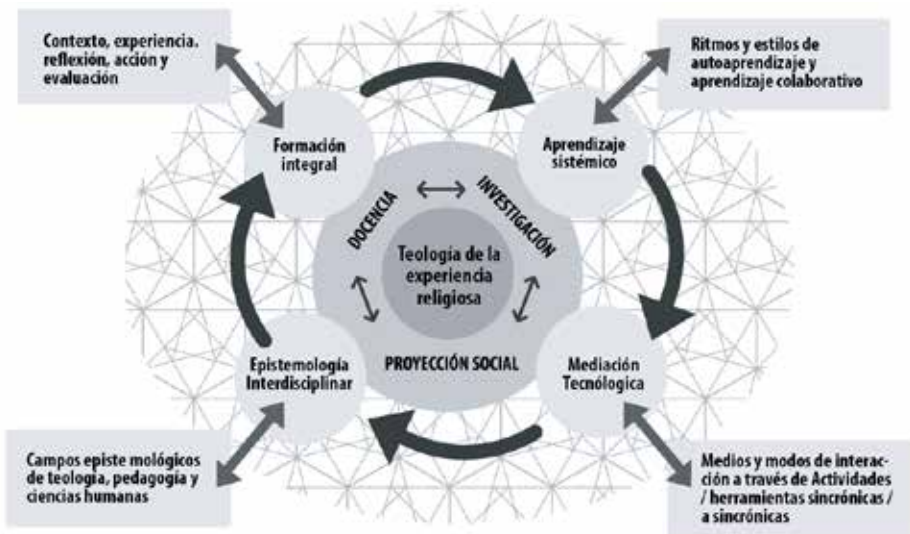 Contexto, experiencia.
reflexión, acción y
evaluación
Ritmos y estilos de
autoaprendizaje y
aprendizaje colaborativo
Formación
integral
Aprendizaje
sistémico
DOCENCIA
INVESTIGACIÓN
Teología de la
experiencia
religiosa
PROYECCIÓN SOCIAL
Epistemología
Interdisciplinar
Mediación
Tecnólogica
Campos episte mológicos
de teología, pedagogía y
ciencias humanas
Medios y modos de interac-
ción a través de Actividades
/ herramientas sincrónicas /
a sincrónicas